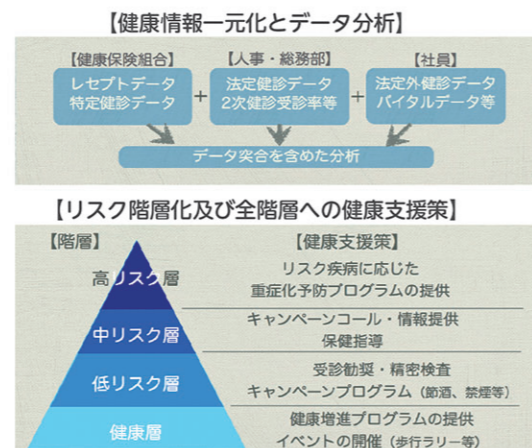 【健康情報一元化とデータ分析】
【健康保険組合】
レセプトデータ
特定健診データ
+
【人事・総務部】
法定健診データ
2次健診受診率等
+
【社員】
法定外健診データ
バイタルデータ等
データ突合を含めた分析
【リスク階層化及び全階層への健康支援策】
【階層】
【健康支援策】
高リスク層
リスク疾病に応じた
重症化予防プログラムの提供
中リスク層
キャンペーンコール・情報提供
保健指導
低リスク層
受診勧奨・精密検査
キャンペーンプログラム（節酒、禁煙等）
健康層
健康増進プログラムの提供
イベントの開催（歩行ラリー等）